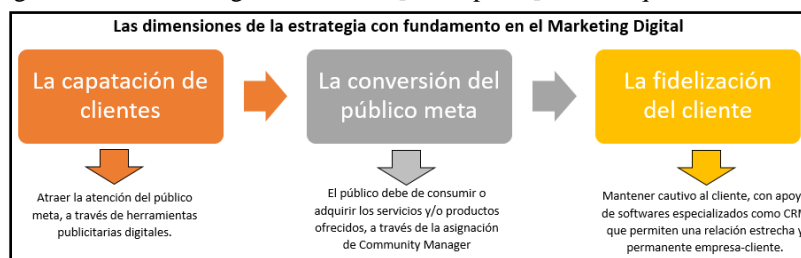 Las dimensiones de la estrategia con fundamento en el Marketing Digital
La capatación de
clientes
La conversión del
público meta
La fidelización
del cliente
Atraer la atención del público
meta, a través de herramientas
publicitarias digitales.
El público debe de consumir o
adquirir los servicios y/o productos
ofrecidos, a través de la asignación
de Community Manager
Mantener cautivo al cliente, con apoy
de softwares especializados como CRM
que permiten una relación estrecha y
permanente empresa-cliente.